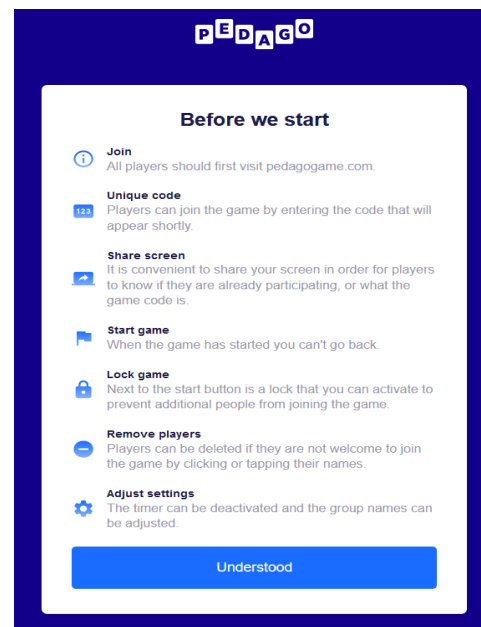 PEDAGO
Before we start
Join
All players should first visit pedagogame.com.
Unique code
123
Players can join the game by entering the code that will
appear shortly.
Share screen
It is convenient to share your screen in order for players
to know if they are already participating, or what the
game code is.
Start game
When the game has started you can't go back.
Lock game
Next to the start button is a lock that you can activate to
prevent additional people from joining the game.
Remove players
Players can be deleted if they are not welcome to join
the game by clicking or tapping their names.
Adjust settings
The timer can be deactivated and the group names can
be adjusted.
Understood